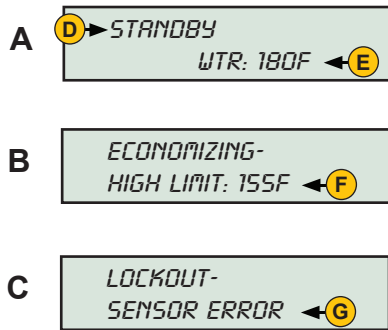 A
D
STANDBY
WTR: 180F
E
B
ECONOMIZING-
HIGH LIMIT: 155F
F
C
LOCKOUT-
SENSOR ERROR
G